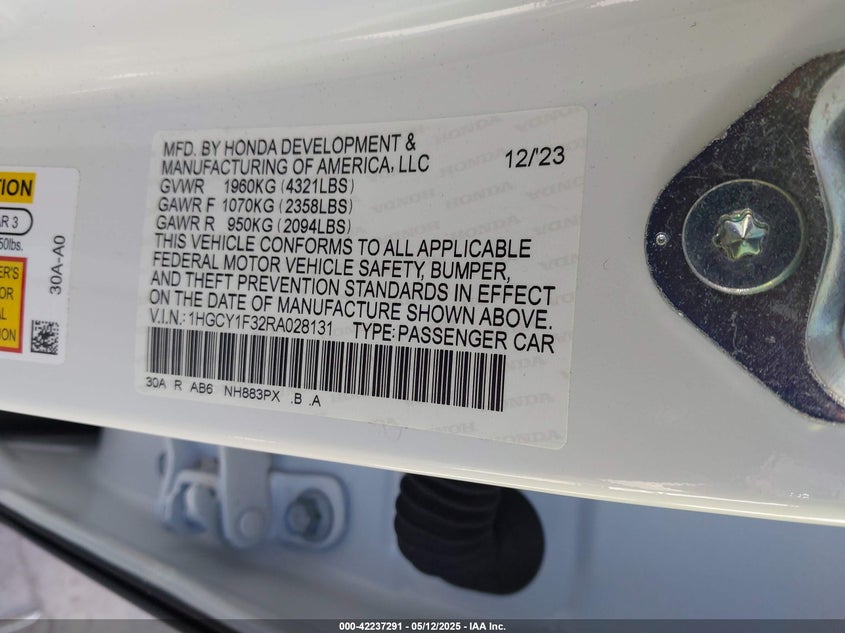 MFD. BY HONDA DEVELOPMENT &
MANUFACTURING OF AMERICA, LLC 12/'23
GVWR 1960KG (4321LBS)
GAWR F 1070KG (2358LBS)
GAWR R 950KG (2094LBS)
THIS VEHICLE CONFORMS TO ALL APPLICABLE
FEDERAL MOTOR VEHICLE SAFETY, BUMPER,
AND THEFT PREVENTION STANDARDS IN EFFECT
ON THE DATE OF MANUFACTURE SHOWN ABOVE.
V.I.N.: 1HGCY1F32RA028131 TYPE: PASSENGER CAR
30A R AB6 NH883PX .B .A
30A-A0
HONDA
000-42237291 - 05/12/2025 - IAA Inc.